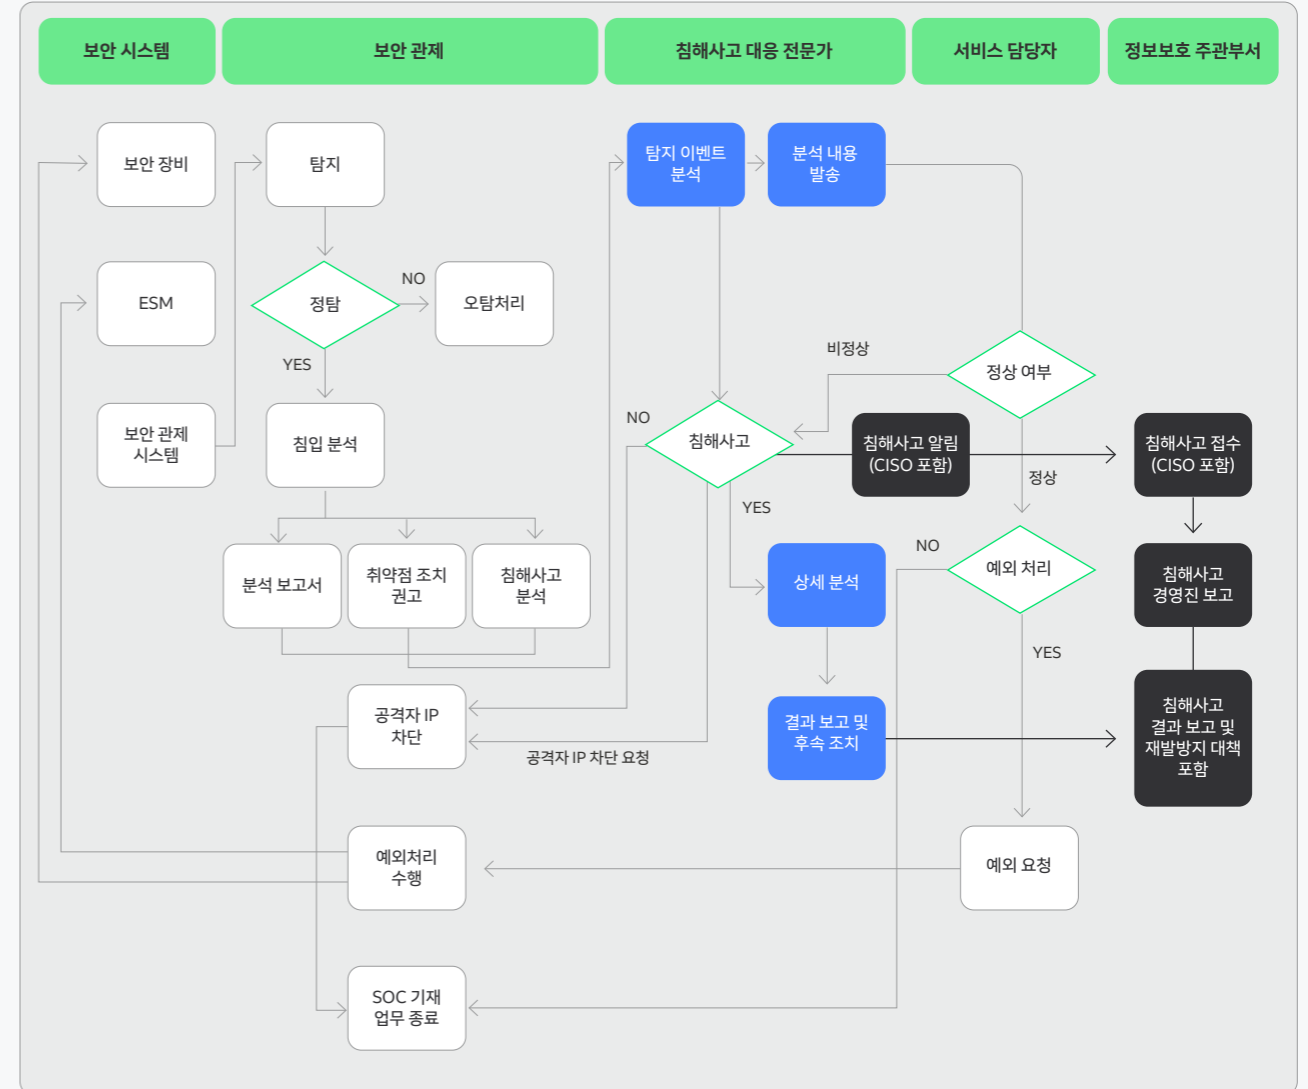 보안 시스템
보안 관제
침해사고 대응 전문가
서비스 담당자
정보보호 주관부서
보안 장비
탐지
탐지 이벤트
분석
분석 내용
발송
ESM
정탐
NO
오탐처리
YES
비정상
정상 여부
보안 관제
시스템
침입 분석
NO
침해사고
침해사고 알림
(CISO 포함)
침해사고 접수
(CISO 포함)
정상
YES
분석 보고서
취약점 조치
권고
침해사고
분석
상세 분석
NO
예외 처리
침해사고
경영진 보고
YES
공격자 IP
차단
공격자 IP 차단 요청
결과 보고 및
후속 조치
침해사고
결과 보고 및
재발방지 대책
포함
예외처리
수행
예외 요청
SOC 기재
업무 종료